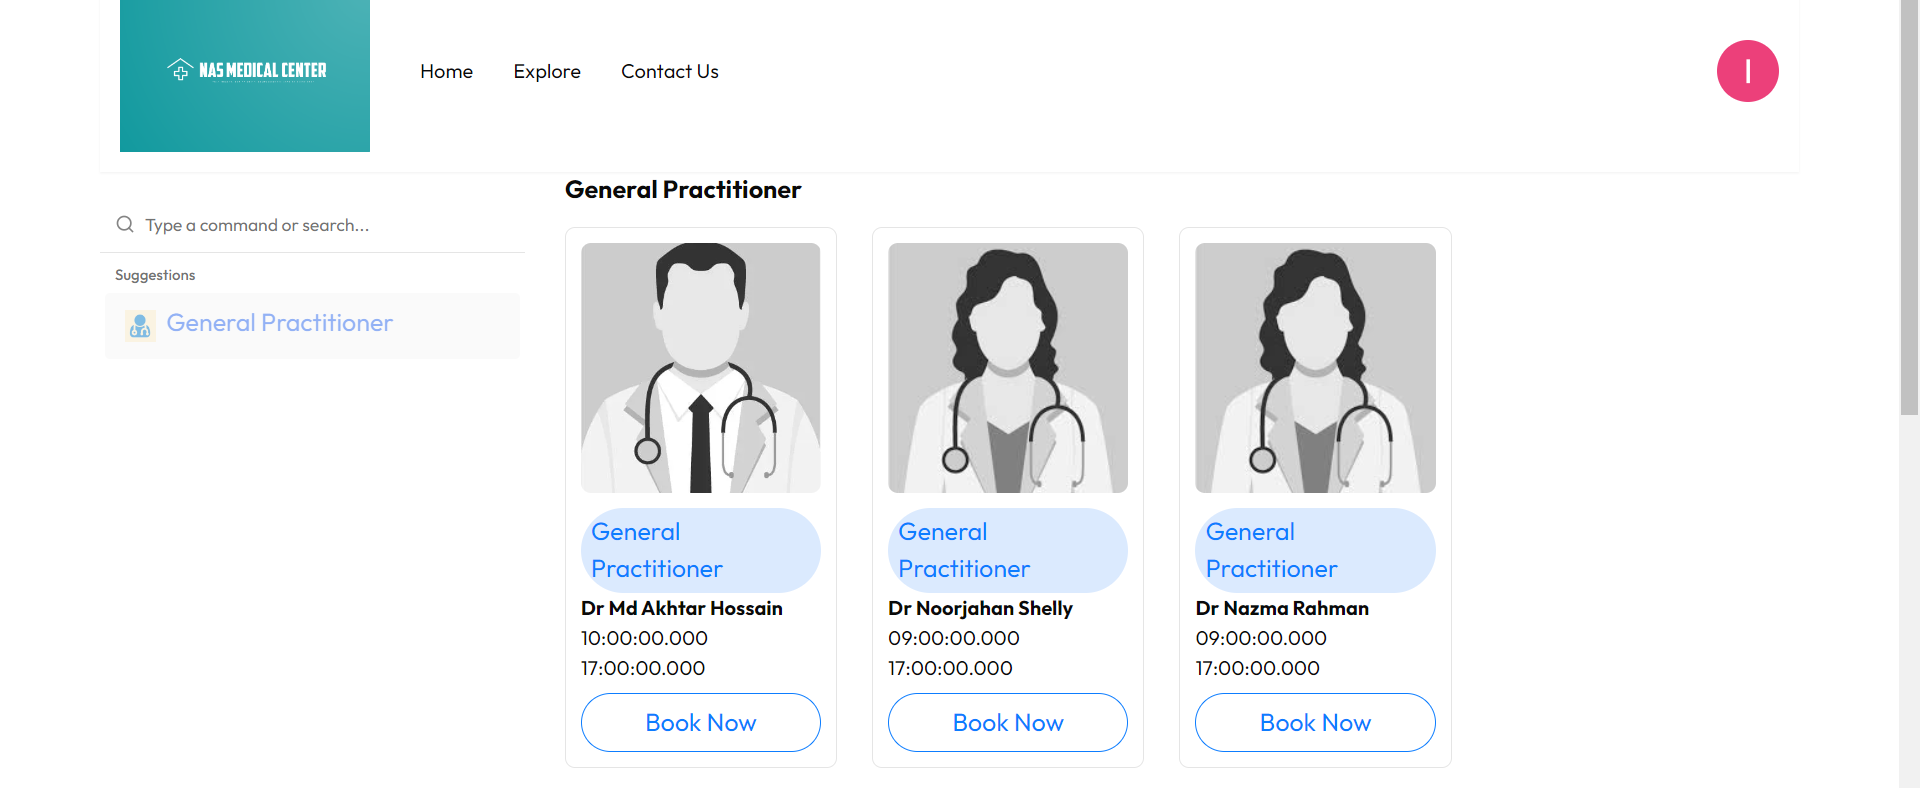 NAS MEDICAL CENTER
Home Explore Contact Us
I
General Practitioner
Type a command or search...
Suggestions
General Practitioner
General
Practitioner
Dr Md Akhtar Hossain
10:00:00.000
17:00:00.000
Book Now
General
Practitioner
Dr Noorjahan Shelly
09:00:00.000
17:00:00.000
Book Now
General
Practitioner
Dr Nazma Rahman
09:00:00.000
17:00:00.000
Book Now